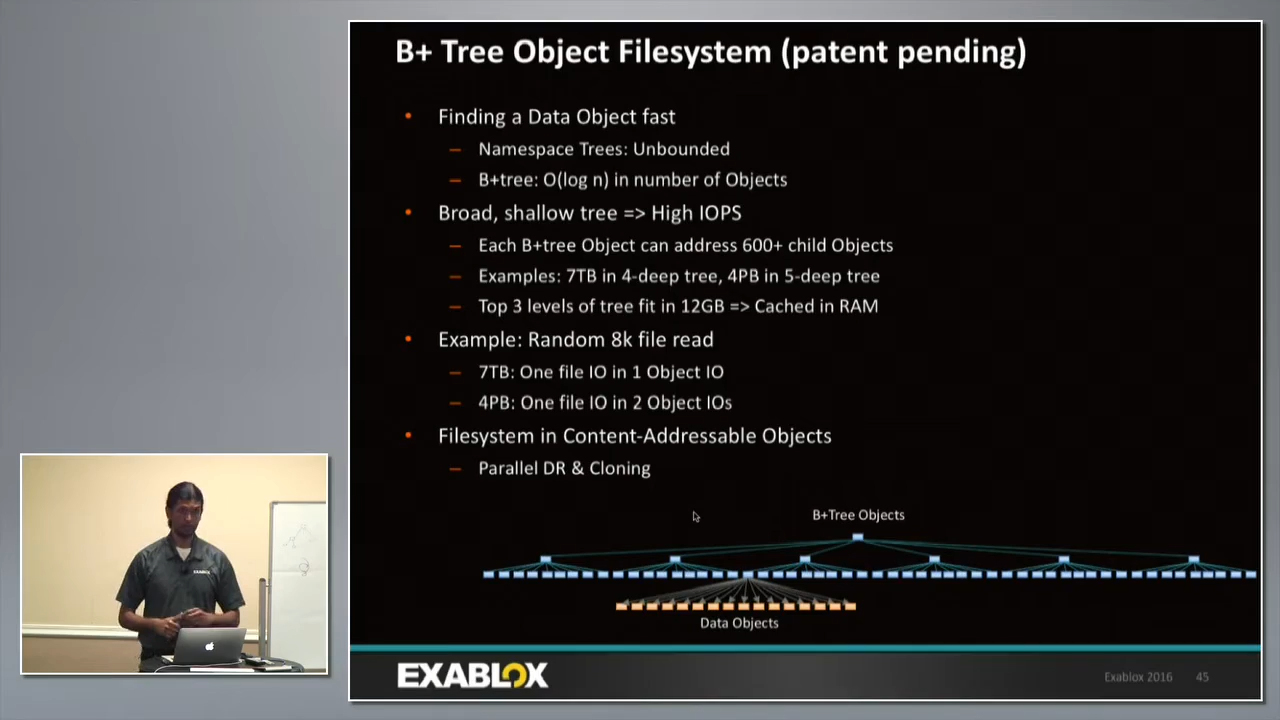 B+ Tree Object Filesystem (patent pending)
• Finding a Data Object fast
– Namespace Trees: Unbounded
– B+tree: O(log n) in number of Objects
• Broad, shallow tree => High IOPS
– Each B+tree Object can address 600+ child Objects
– Examples: 7TB in 4-deep tree, 4PB in 5-deep tree
– Top 3 levels of tree fit in 12GB => Cached in RAM
• Example: Random 8k file read
– 7TB: One file IO in 1 Object IO
– 4PB: One file IO in 2 Object IOs
• Filesystem in Content-Addressable Objects
– Parallel DR & Cloning
B+Tree Objects
Data Objects
EXABLOX
Exablox 2016 45
EXABLOX